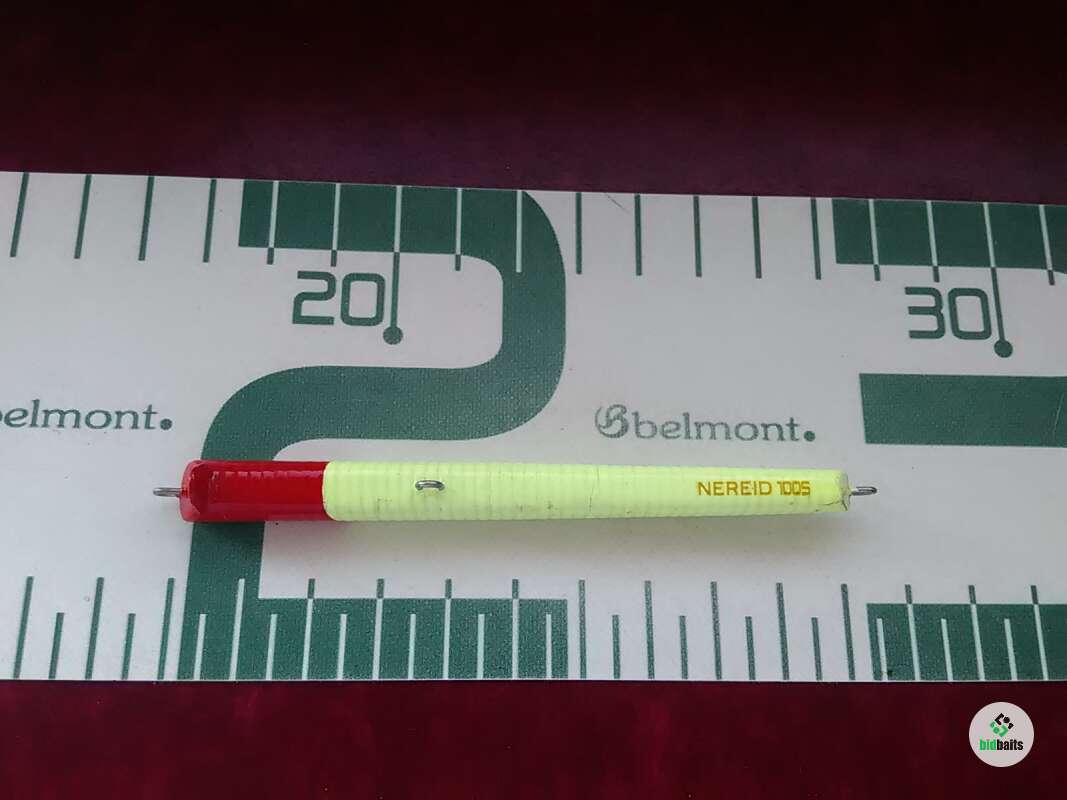 20
30
belmont.
belmont.
NEREID 100S
bidbaits